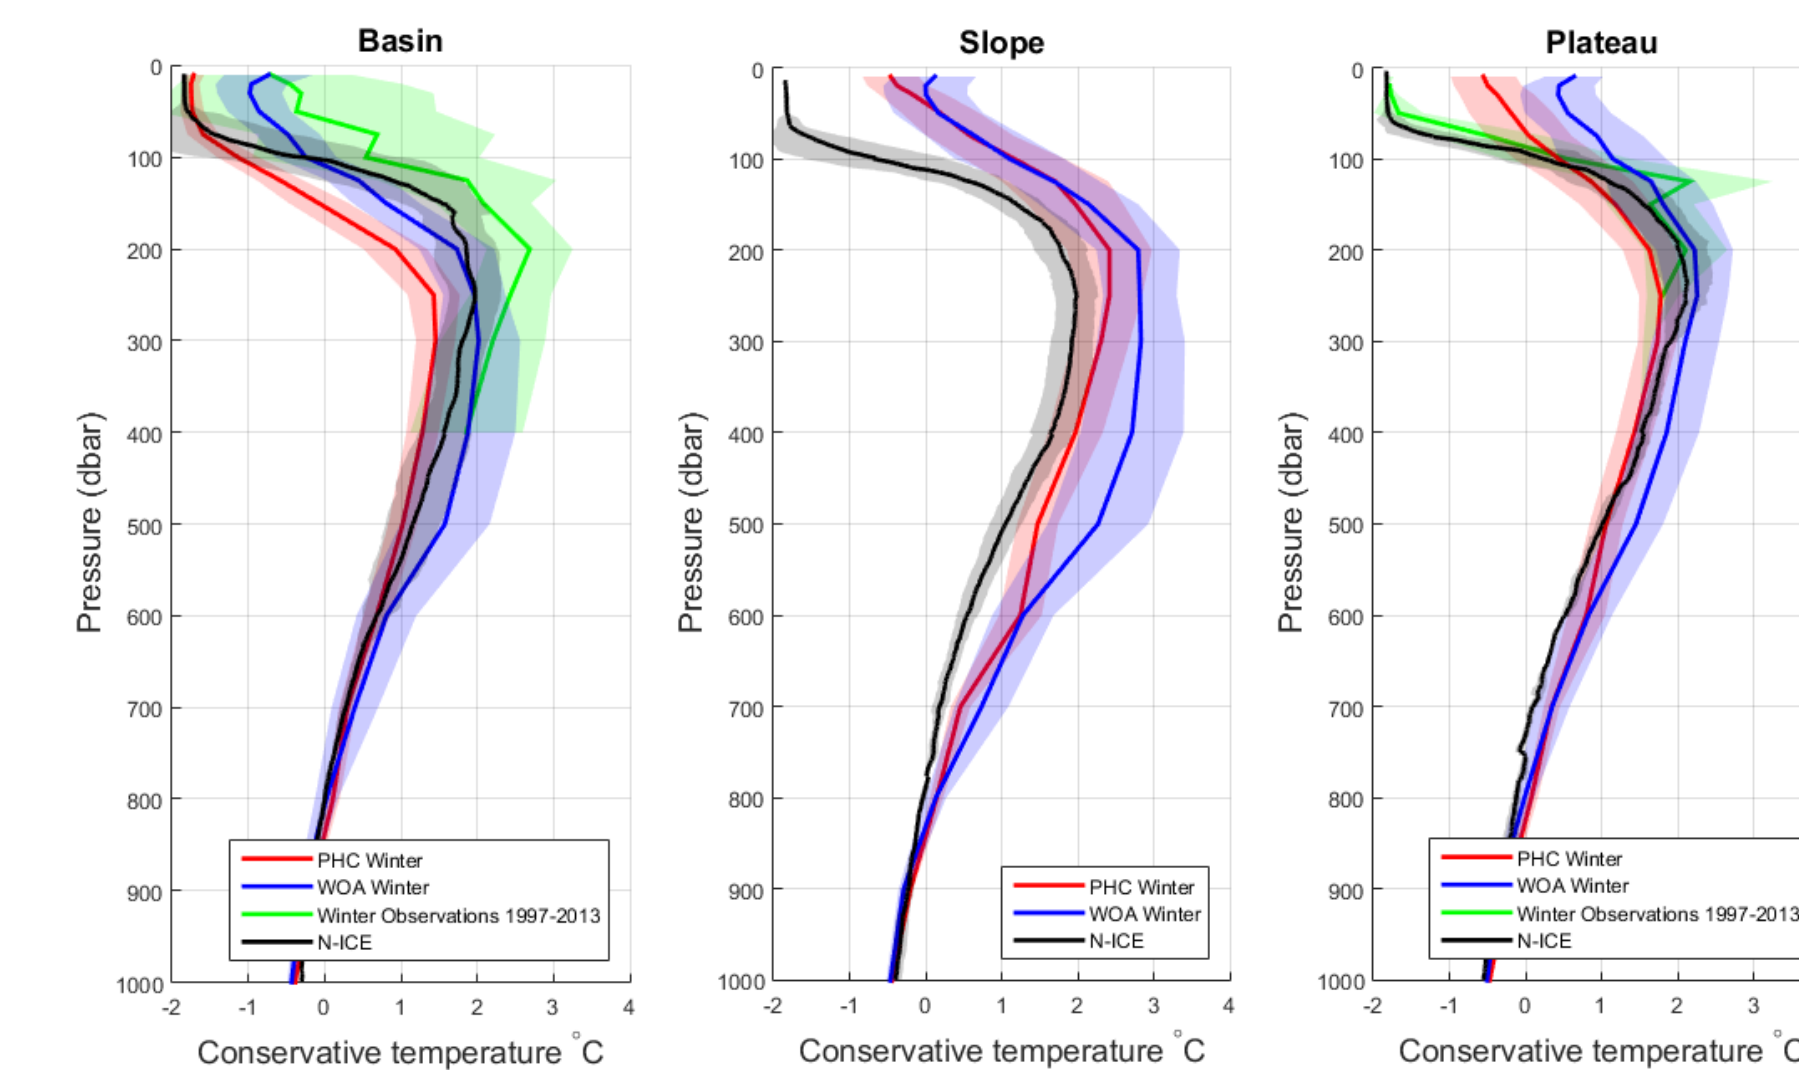 Basin
Slope
Plateau
0
100
200
300
400
500
600
700
800
900
1000
-2
-1
0
1
2
3
4
Pressure (dbar)
Conservative temperature °C
PHC Winter
WOA Winter
Winter Observations 1997-2013
N-ICE
0
100
200
300
400
500
600
700
800
900
1000
-2
-1
0
1
2
3
4
Pressure (dbar)
Conservative temperature °C
PHC Winter
WOA Winter
N-ICE
0
100
200
300
400
500
600
700
800
900
1000
-2
-1
0
1
2
3
Pressure (dbar)
Conservative temperature °C
PHC Winter
WOA Winter
Winter Observations 1997-2013
N-ICE